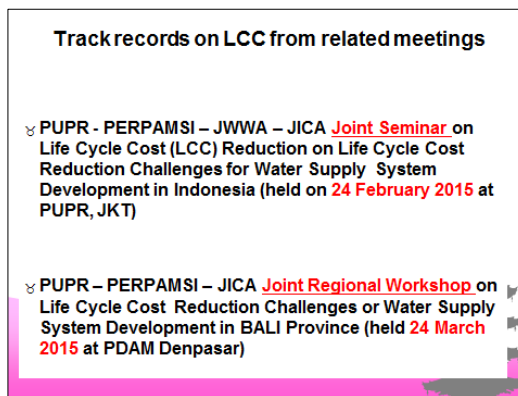 Track records on LCC from related meetings
PUPR - PERPAMSI – JWWA – JICA Joint Seminar on
Life Cycle Cost (LCC) Reduction on Life Cycle Cost
Reduction Challenges for Water Supply System
Development in Indonesia (held on 24 February 2015 at
PUPR, JKT)
PUPR – PERPAMSI – JICA Joint Regional Workshop on
Life Cycle Cost Reduction Challenges or Water Supply
System Development in BALI Province (held 24 March
2015 at PDAM Denpasar)